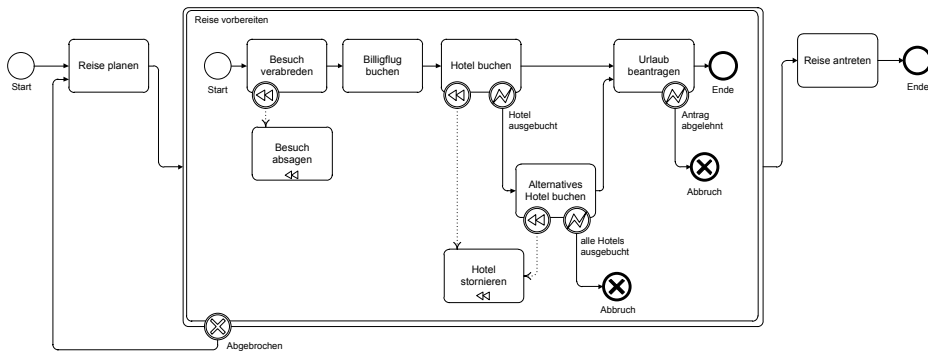 Reise vorbereiten
Start
Reise planen
Start
Besuch
verabreden
Billigflug
buchen
Hotel buchen
Urlaub
beantragen
Ende
Reise antreten
Ende
Hotel
ausgebucht
Antrag
abgelehnt
Besuch
absagen
Abbruch
Alternatives
Hotel buchen
alle Hotels
ausgebucht
Hotel
stornieren
Abbruch
Abgebrochen